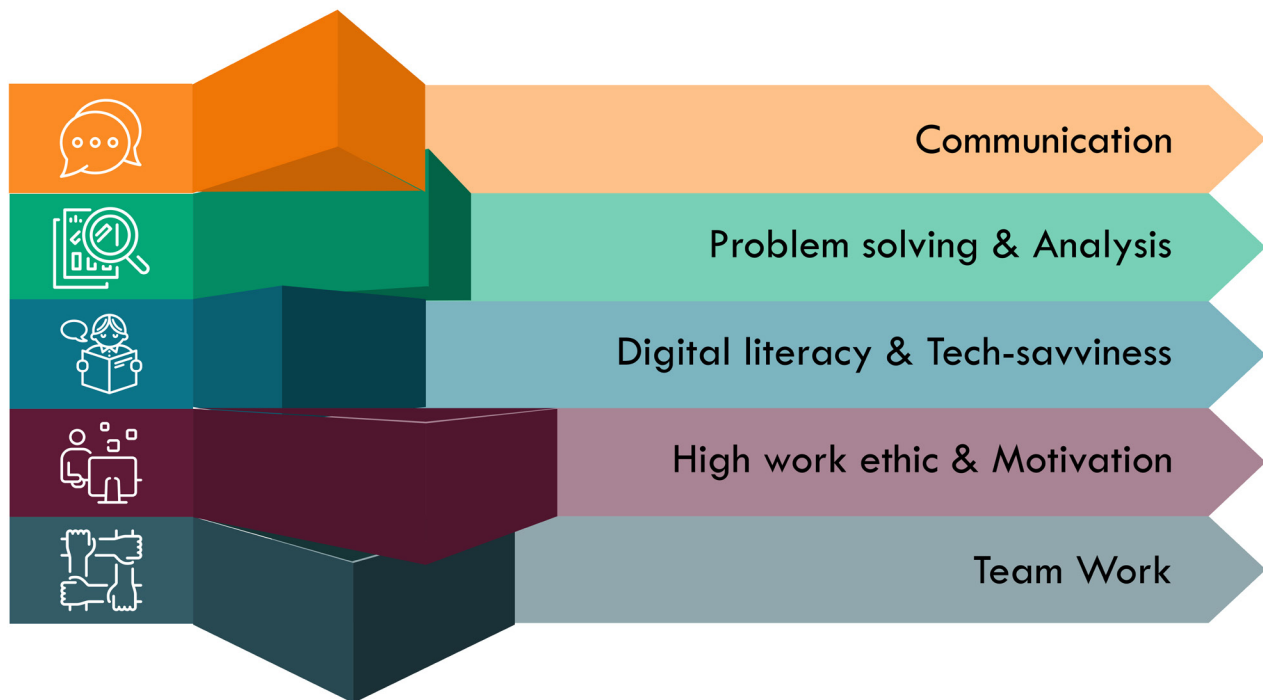 Communication
Problem solving & Analysis
Digital literacy & Tech-savviness
High work ethic & Motivation
Team Work